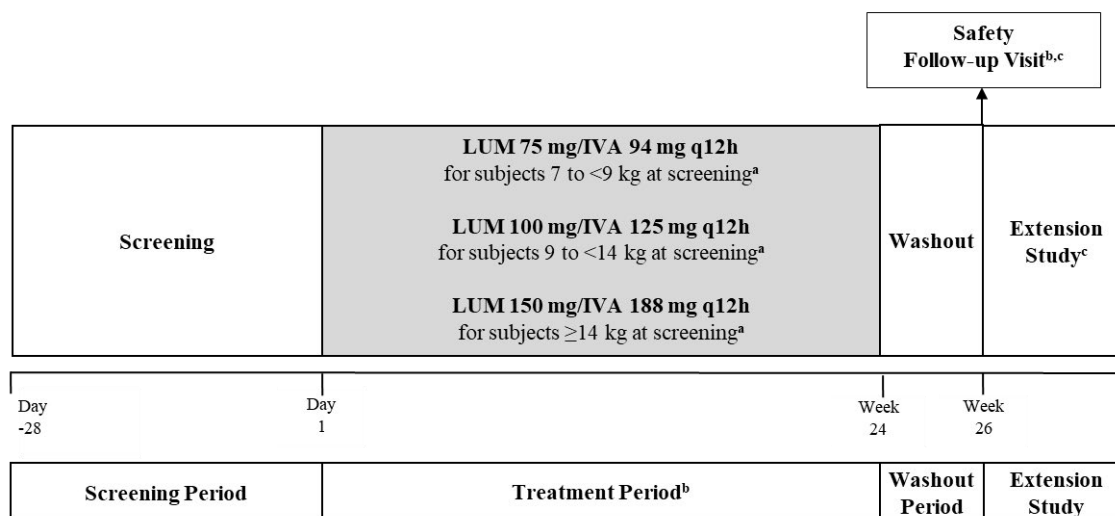 Safety
Follow-up Visitᵇ,ᶜ
LUM 75 mg/IVA 94 mg q12h
for subjects 7 to <9 kg at screeningᵃ
LUM 100 mg/IVA 125 mg q12h
for subjects 9 to <14 kg at screeningᵃ
LUM 150 mg/IVA 188 mg q12h
for subjects ≥14 kg at screeningᵃ
Screening
Washout
Extension
Studyᶜ
Day
-28
Day
1
Week
24
Week
26
Screening Period
Treatment Periodᵇ
Washout
Period
Extension
Study